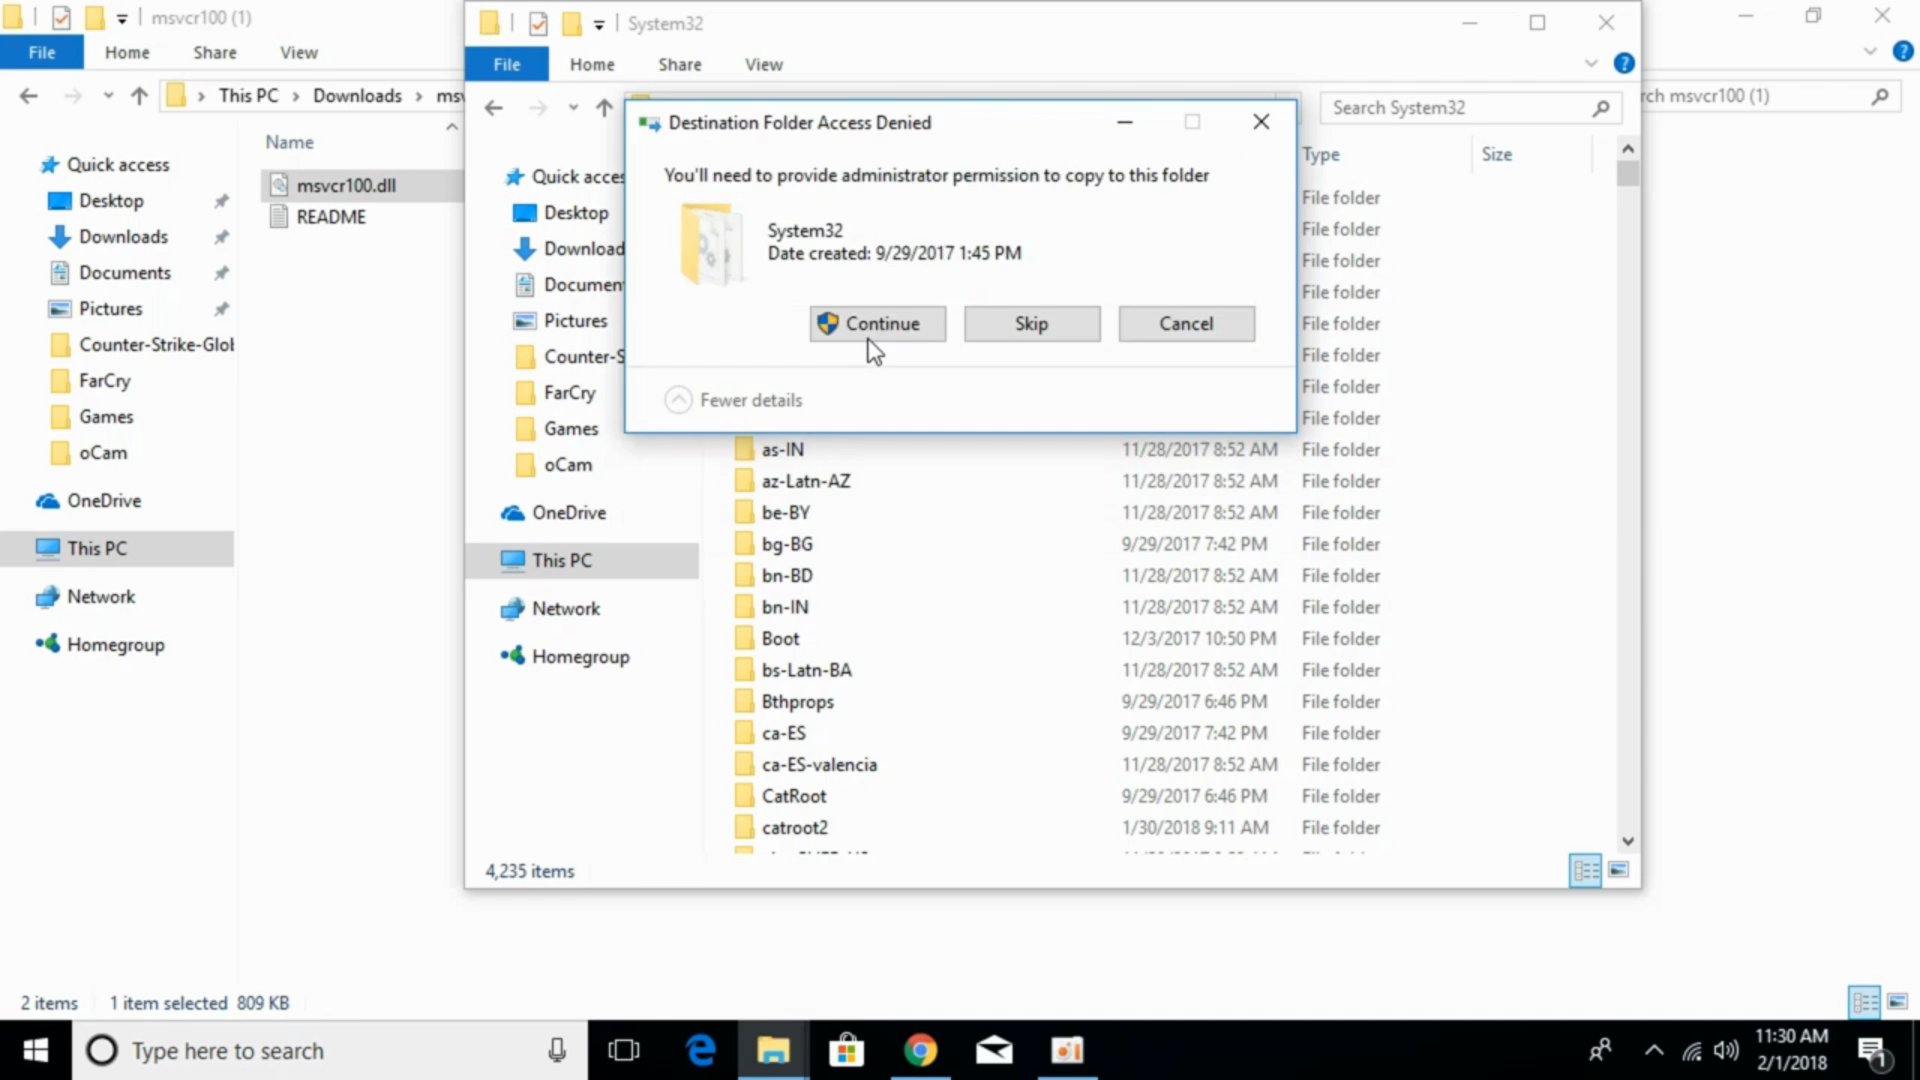 msvcr100 (1)
File Home Share View
This PC > Downloads > msv
Name
Quick access
Desktop
Downloads
Documents
Pictures
Counter-Strike-Glob
FarCry
Games
oCam
OneDrive
This PC
Network
Homegroup
msvcr100.dll
README
2 items 1 item selected 809 KB
System32
File Home Share View
Search System32
rch msvcr100 (1)
Type Size
Quick acces
Desktop
Download
Documen
Pictures
Counter-S
FarCry
Games
oCam
OneDrive
This PC
Network
Homegroup
Destination Folder Access Denied
You'll need to provide administrator permission to copy to this folder
System32
Date created: 9/29/2017 1:45 PM
Continue Skip Cancel
Fewer details
File folder
File folder
File folder
File folder
File folder
File folder
File folder
File folder
as-IN 11/28/2017 8:52 AM File folder
az-Latn-AZ 11/28/2017 8:52 AM File folder
be-BY 11/28/2017 8:52 AM File folder
bg-BG 9/29/2017 7:42 PM File folder
bn-BD 11/28/2017 8:52 AM File folder
bn-IN 11/28/2017 8:52 AM File folder
Boot 12/3/2017 10:50 PM File folder
bs-Latn-BA 11/28/2017 8:52 AM File folder
Bthprops 9/29/2017 6:46 PM File folder
ca-ES 9/29/2017 7:42 PM File folder
ca-ES-valencia 11/28/2017 8:52 AM File folder
CatRoot 9/29/2017 6:46 PM File folder
catroot2 1/30/2018 9:11 AM File folder
4,235 items
Type here to search
11:30 AM
2/1/2018
1